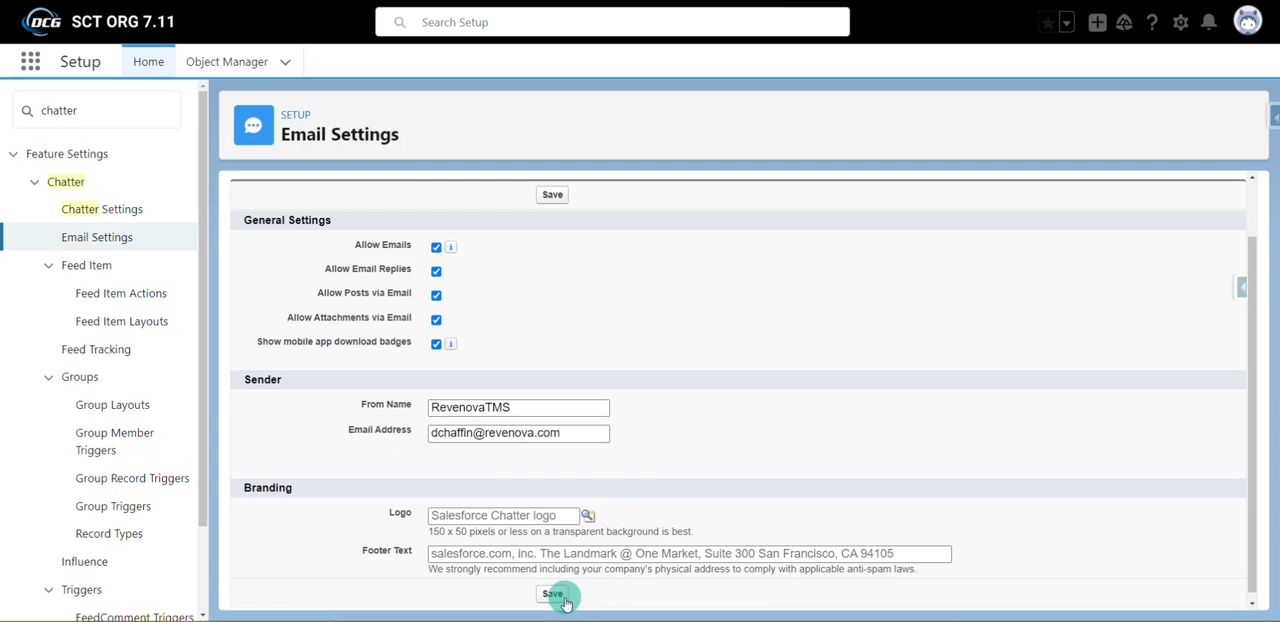 DCG SCT ORG 7.11
Search Setup
Setup
Home
Object Manager
chatter
Feature Settings
Chatter
Chatter Settings
Email Settings
Feed Item
Feed Item Actions
Feed Item Layouts
Feed Tracking
Groups
Group Layouts
Group Member
Triggers
Group Record Triggers
Group Triggers
Record Types
Influence
Triggers
FeedComment Triggers
SETUP
Email Settings
Save
General Settings
Allow Emails
i
Allow Email Replies
Allow Posts via Email
Allow Attachments via Email
Show mobile app download badges
i
Sender
From Name
RevenovaTMS
Email Address
dchaffin@revenova.com
Branding
Logo
Salesforce Chatter logo
150 x 50 pixels or less on a transparent background is best.
Footer Text
salesforce.com, inc. The Landmark @ One Market, Suite 300 San Francisco, CA 94105
We strongly recommend including your company's physical address to comply with applicable anti-spam laws.
Save